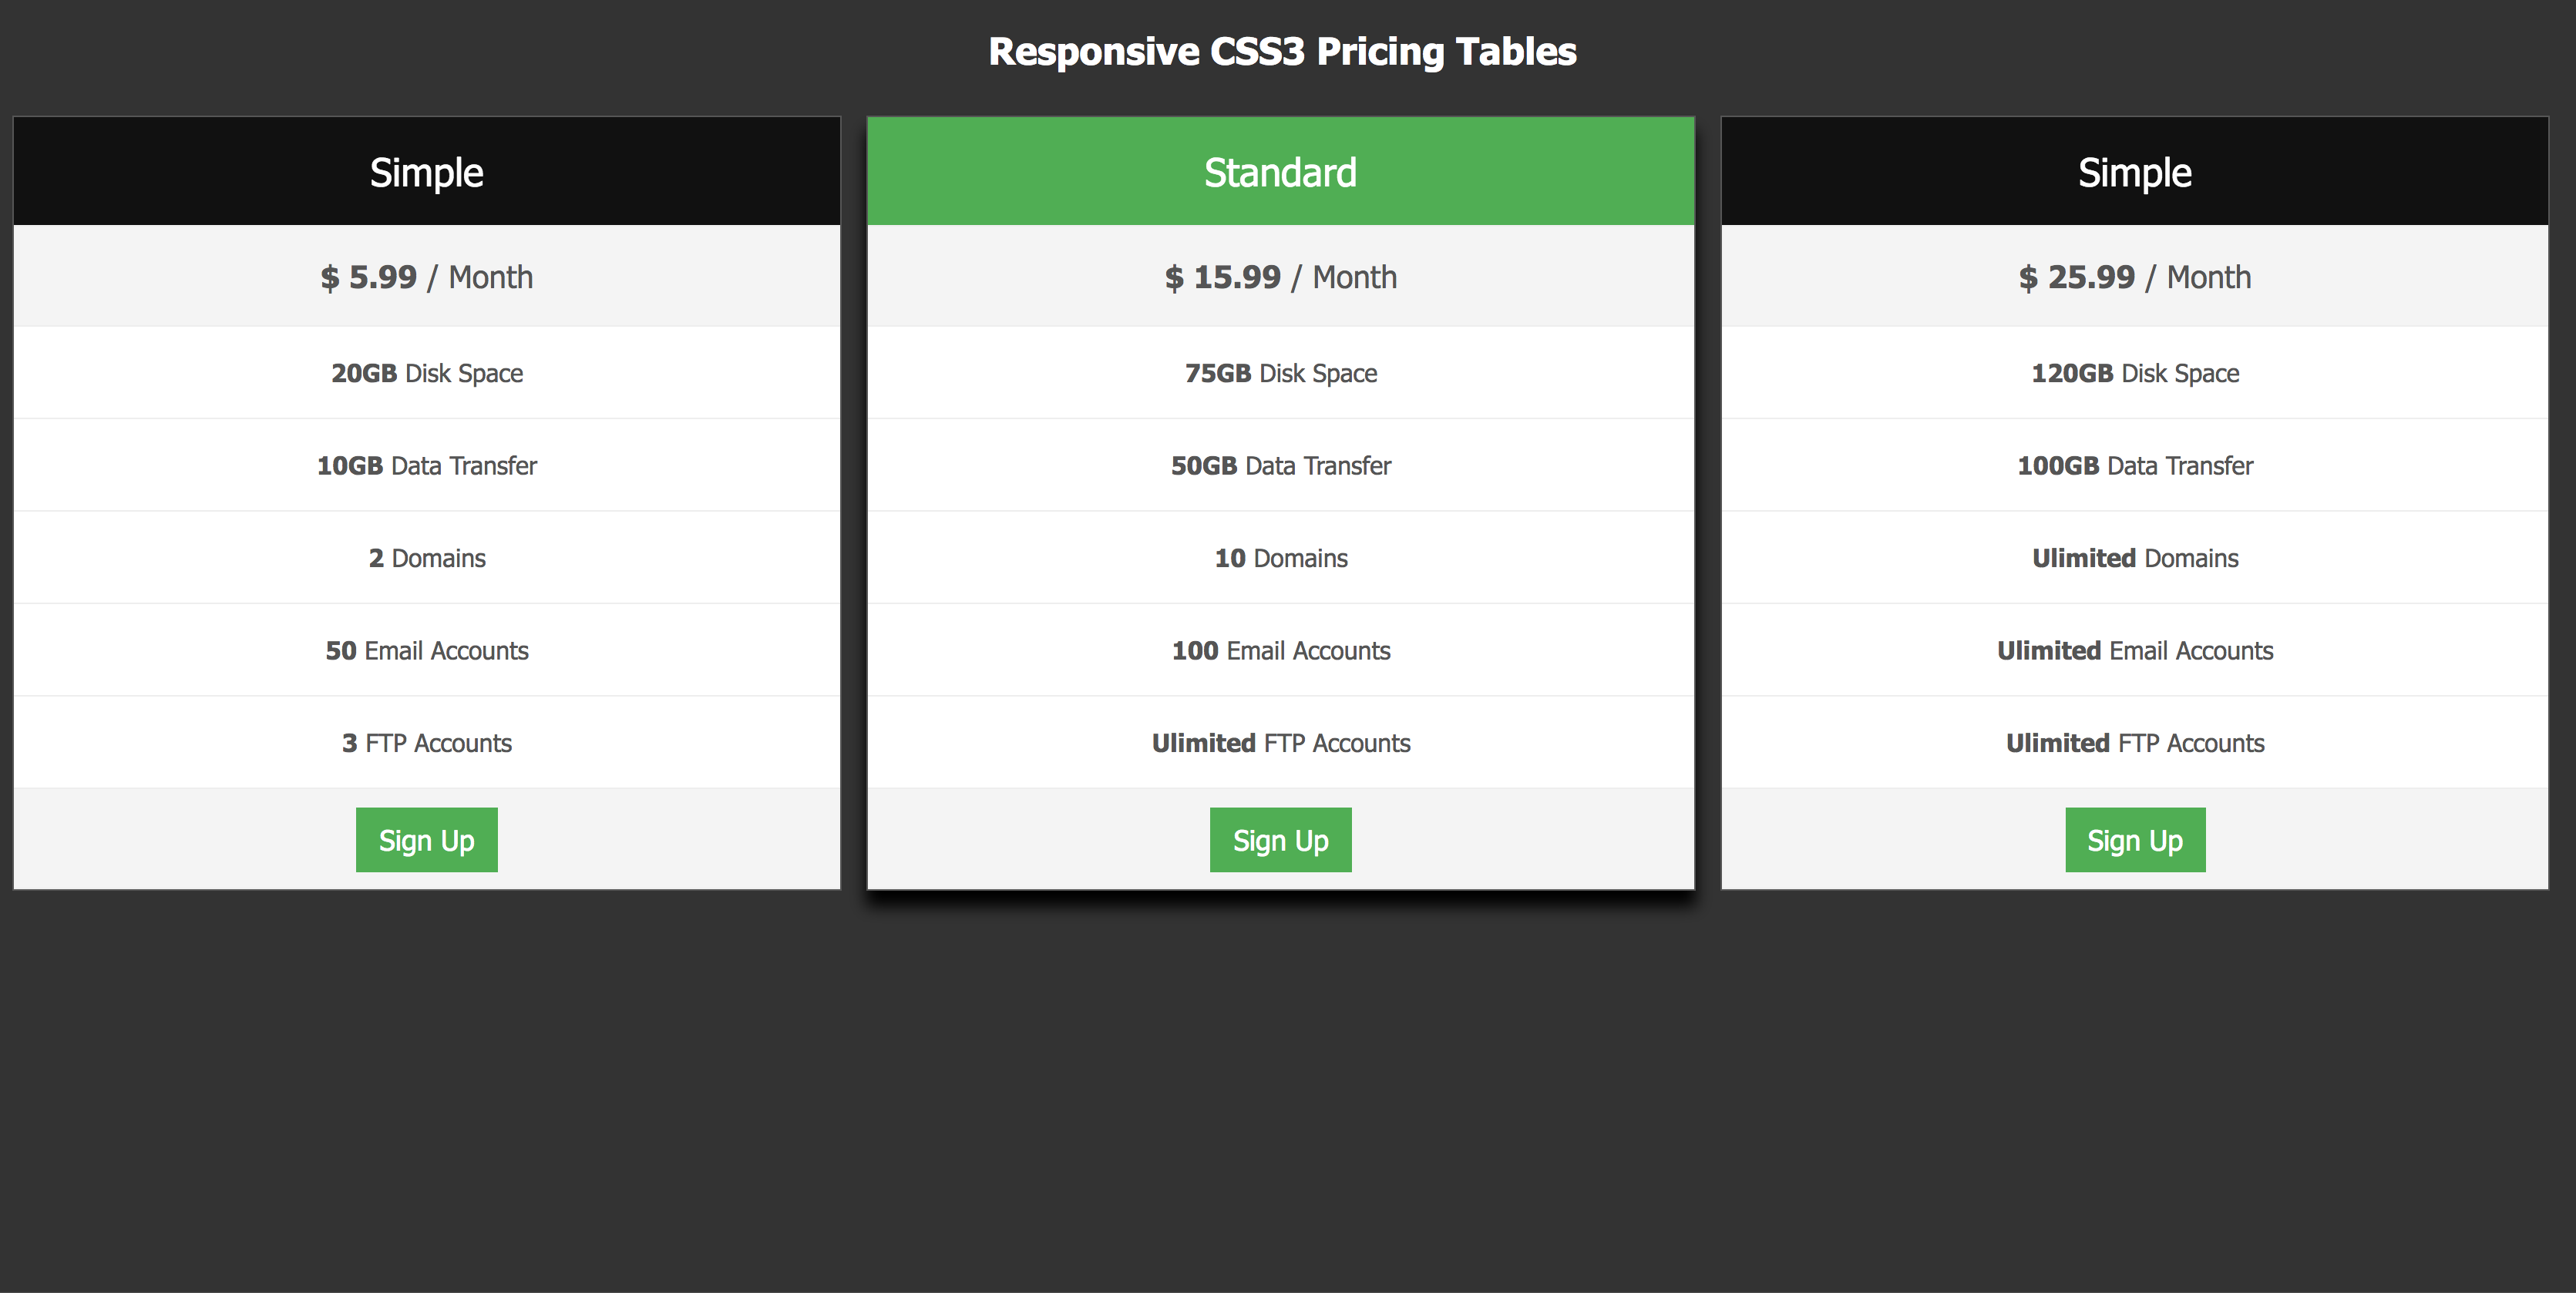 Responsive CSS3 Pricing Tables
Simple
$ 5.99 / Month
20GB Disk Space
10GB Data Transfer
2 Domains
50 Email Accounts
3 FTP Accounts
Sign Up
Standard
$ 15.99 / Month
75GB Disk Space
50GB Data Transfer
10 Domains
100 Email Accounts
Ulimited FTP Accounts
Sign Up
Simple
$ 25.99 / Month
120GB Disk Space
100GB Data Transfer
Ulimited Domains
Ulimited Email Accounts
Ulimited FTP Accounts
Sign Up